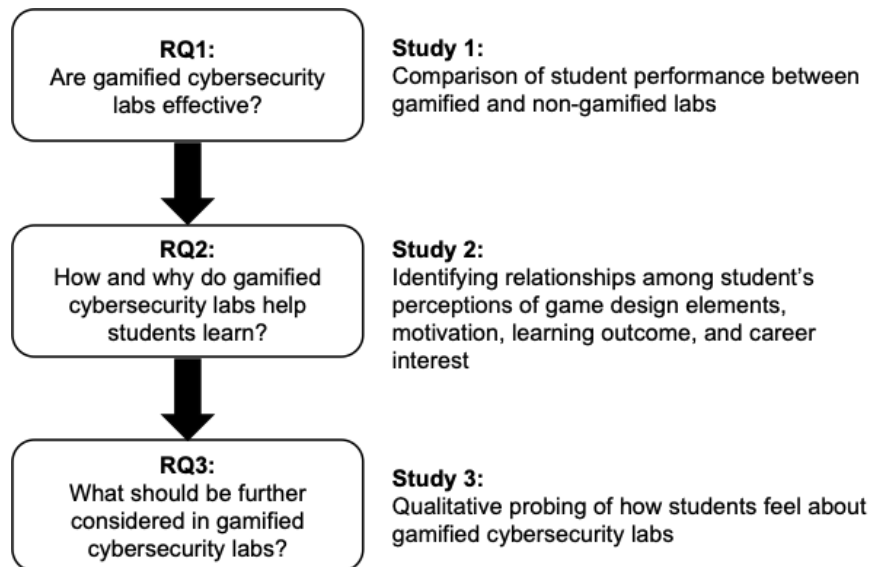 RQ1:
Are gamified cybersecurity
labs effective?
Study 1:
Comparison of student performance between
gamified and non-gamified labs
RQ2:
How and why do gamified
cybersecurity labs help
students learn?
Study 2:
Identifying relationships among student’s
perceptions of game design elements,
motivation, learning outcome, and career
interest
RQ3:
What should be further
considered in gamified
cybersecurity labs?
Study 3:
Qualitative probing of how students feel about
gamified cybersecurity labs